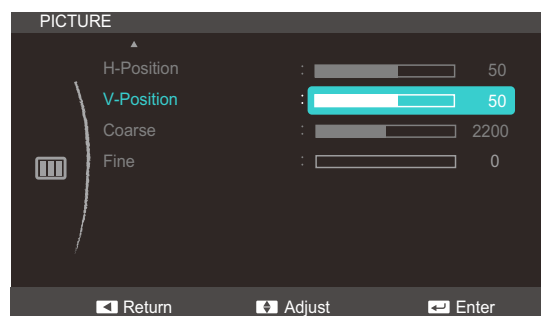 PICTURE
H-Position : 50
V-Position : 50
Coarse : 2200
Fine : 0
Return Adjust Enter